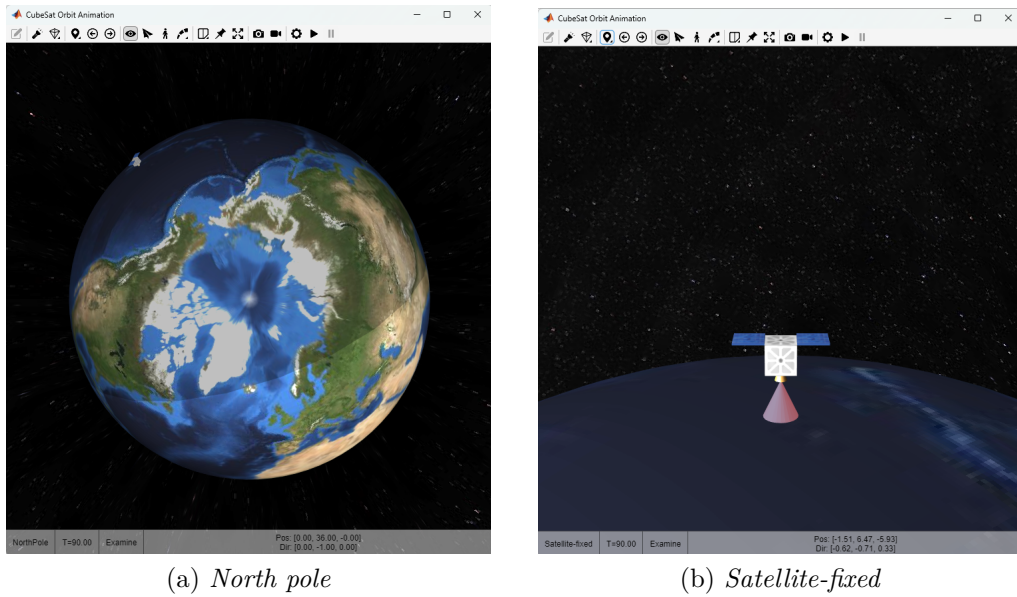 CubeSat Orbit Animation
NorthPole T=90.00 Examine Pos: [0.00, 36.00, -0.00]
Dir: [0.00, -1.00, 0.00]
(a) North pole
CubeSat Orbit Animation
Satellite-fixed T=90.00 Examine Pos: [-1.51, 6.47, -5.93]
Dir: [-0.62, -0.71, 0.33]
(b) Satellite-fixed